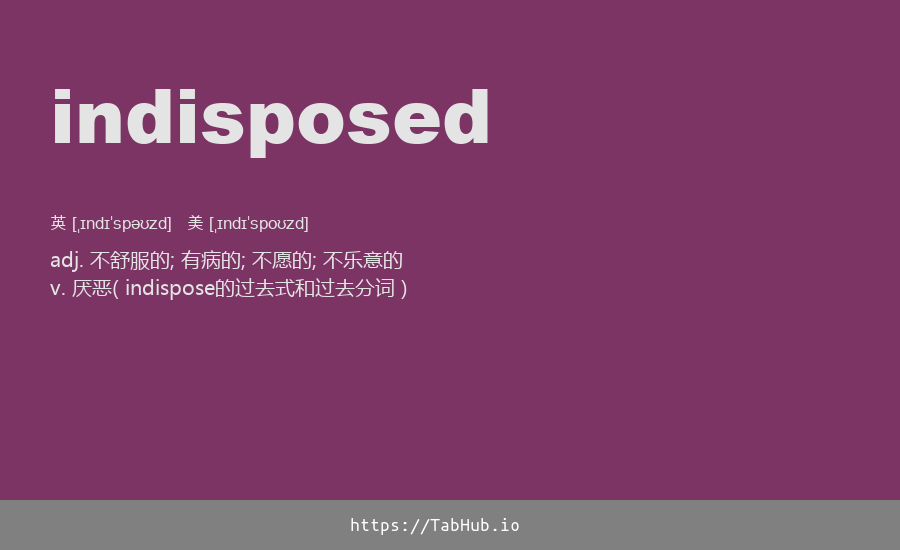 indisposed
英 [ˌɪndɪˈspəʊzd] 美 [ˌɪndɪˈspoʊzd]
adj. 不舒服的; 有病的; 不愿的; 不乐意的
v. 厌恶( indispose的过去式和过去分词 )
https://TabHub.io